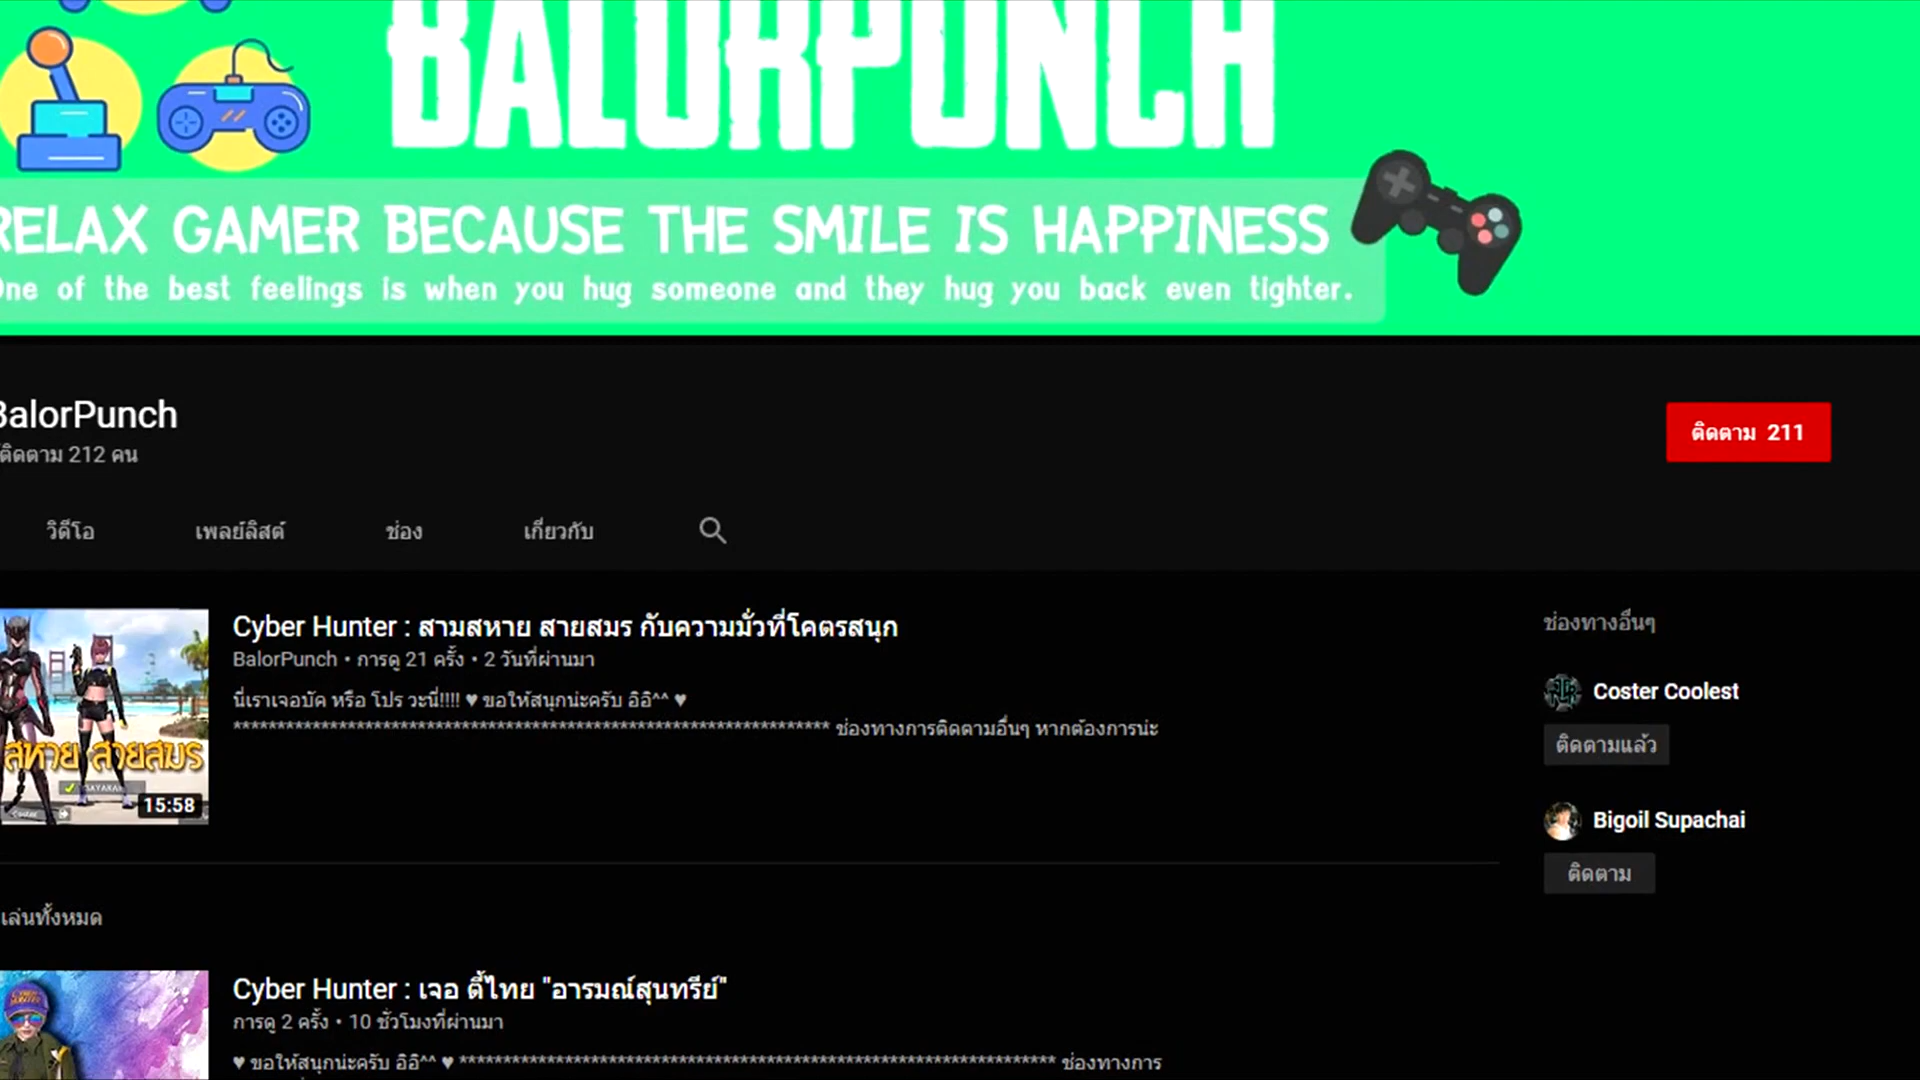 BALORPUNCH
RELAX GAMER BECAUSE THE SMILE IS HAPPINESS
One of the best feelings is when you hug someone and they hug you back even tighter.
BalorPunch
ติดตาม 212 คน
ติดตาม 211
วิดีโอ
เพลย์ลิสต์
ช่อง
เกี่ยวกับ
Cyber Hunter : สามสหาย สายสมร กับความมั่วที่โคตรสนุก
BalorPunch • การดู 21 ครั้ง • 2 วันที่ผ่านมา
นี่เราเจอบัค หรือ โปร วะนี่!!!! ♥ ขอให้สนุกน่ะครับ อิอิ^^ ♥
************************************************************************************* ช่องทางการติดตามอื่นๆ หากต้องการน่ะ
สหาย สายสมร
15:58
ช่องทางอื่นๆ
Coster Coolest
ติดตามแล้ว
Bigoil Supachai
ติดตาม
เล่นทั้งหมด
Cyber Hunter : เจอ ตี้ไทย "อารมณ์สุนทรีย์"
การดู 2 ครั้ง • 10 ชั่วโมงที่ผ่านมา
♥ ขอให้สนุกน่ะครับ อิอิ^^ ♥ ************************************************************************************* ช่องทางการ